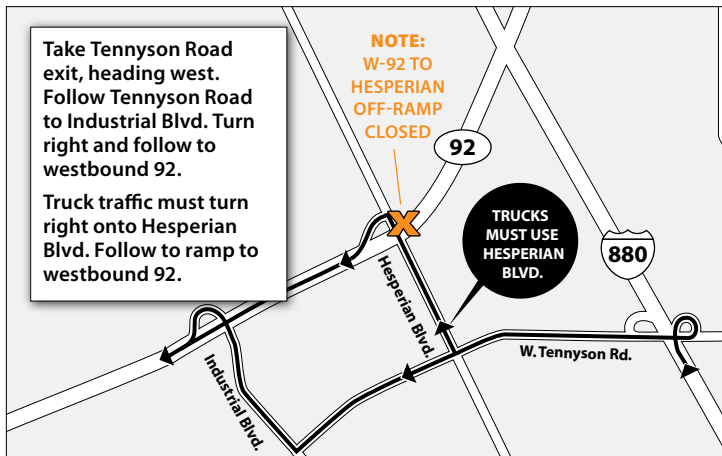 Take Tennyson Road
exit, heading west.
Follow Tennyson Road
to Industrial Blvd. Turn
right and follow to
westbound 92.
Truck traffic must turn
right onto Hesperian
Blvd. Follow to ramp to
westbound 92.
NOTE:
W-92 TO
HESPERIAN
OFF-RAMP
CLOSED
92
TRUCKS
MUST USE
HESPERIAN
BLVD.
880
Hesperian Blvd.
W. Tennyson Rd.
Industrial Blvd.